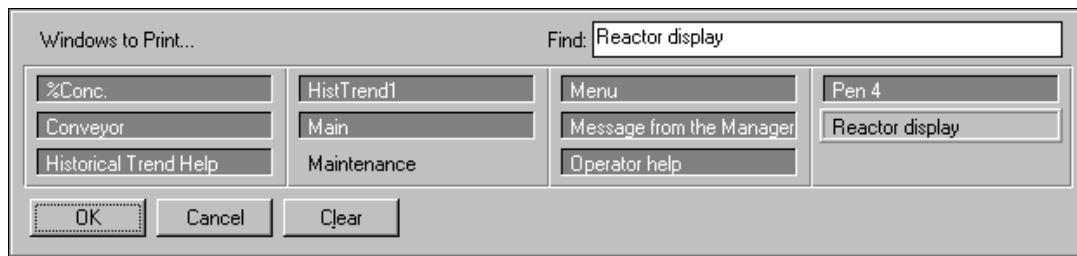 Windows to Print...
Find: Reactor display
%Conc.
Conveyor
Historical Trend Help
HistTrend1
Main
Maintenance
Menu
Message from the Manager
Operator help
Pen 4
Reactor display
OK
Cancel
Clear